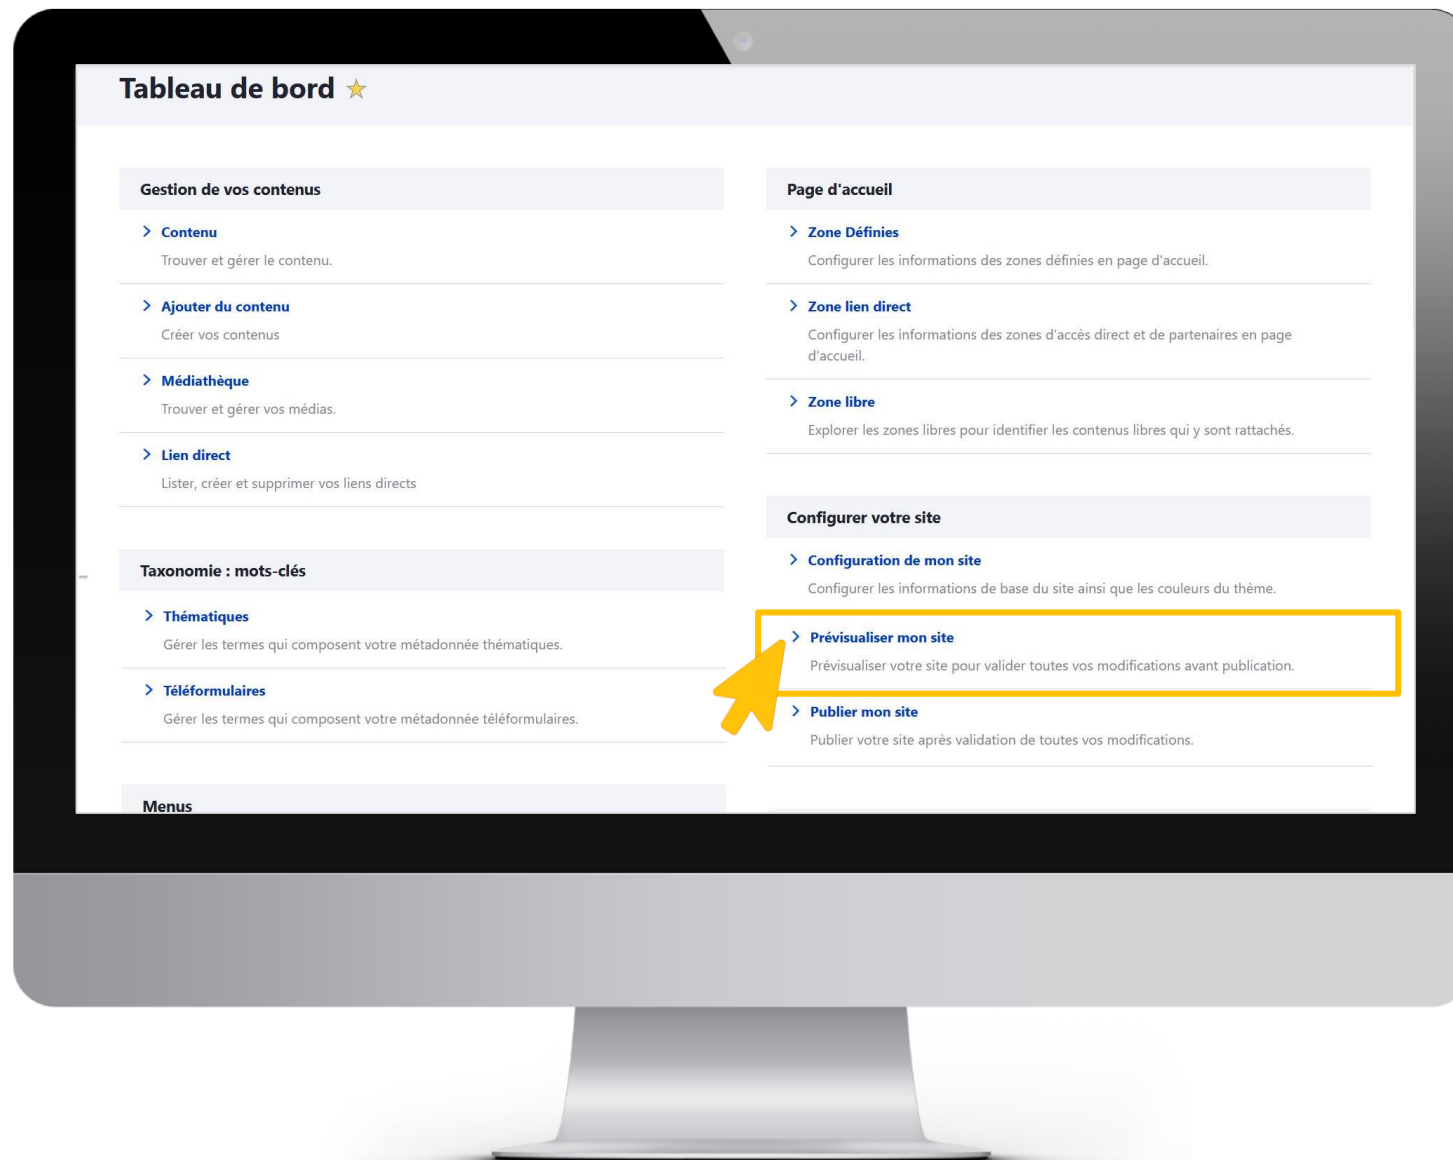 Tableau de bord
Gestion de vos contenus
Contenu
Trouver et gérer le contenu.
Ajouter du contenu
Créer vos contenus
Médiathèque
Trouver et gérer vos médias.
Lien direct
Lister, créer et supprimer vos liens directs
Taxonomie : mots-clés
Thématiques
Gérer les termes qui composent votre métadonnée thématiques.
Téléformulaires
Gérer les termes qui composent votre métadonnée téléformulaires.
Menus
Page d'accueil
Zone Définies
Configurer les informations des zones définies en page d'accueil.
Zone lien direct
Configurer les informations des zones d'accès direct et de partenaires en page
d'accueil.
Zone libre
Explorer les zones libres pour identifier les contenus libres qui y sont rattachés.
Configurer votre site
Configuration de mon site
Configurer les informations de base du site ainsi que les couleurs du thème.
Prévisualiser mon site
Prévisualiser votre site pour valider toutes vos modifications avant publication.
Publier mon site
Publier votre site après validation de toutes vos modifications.